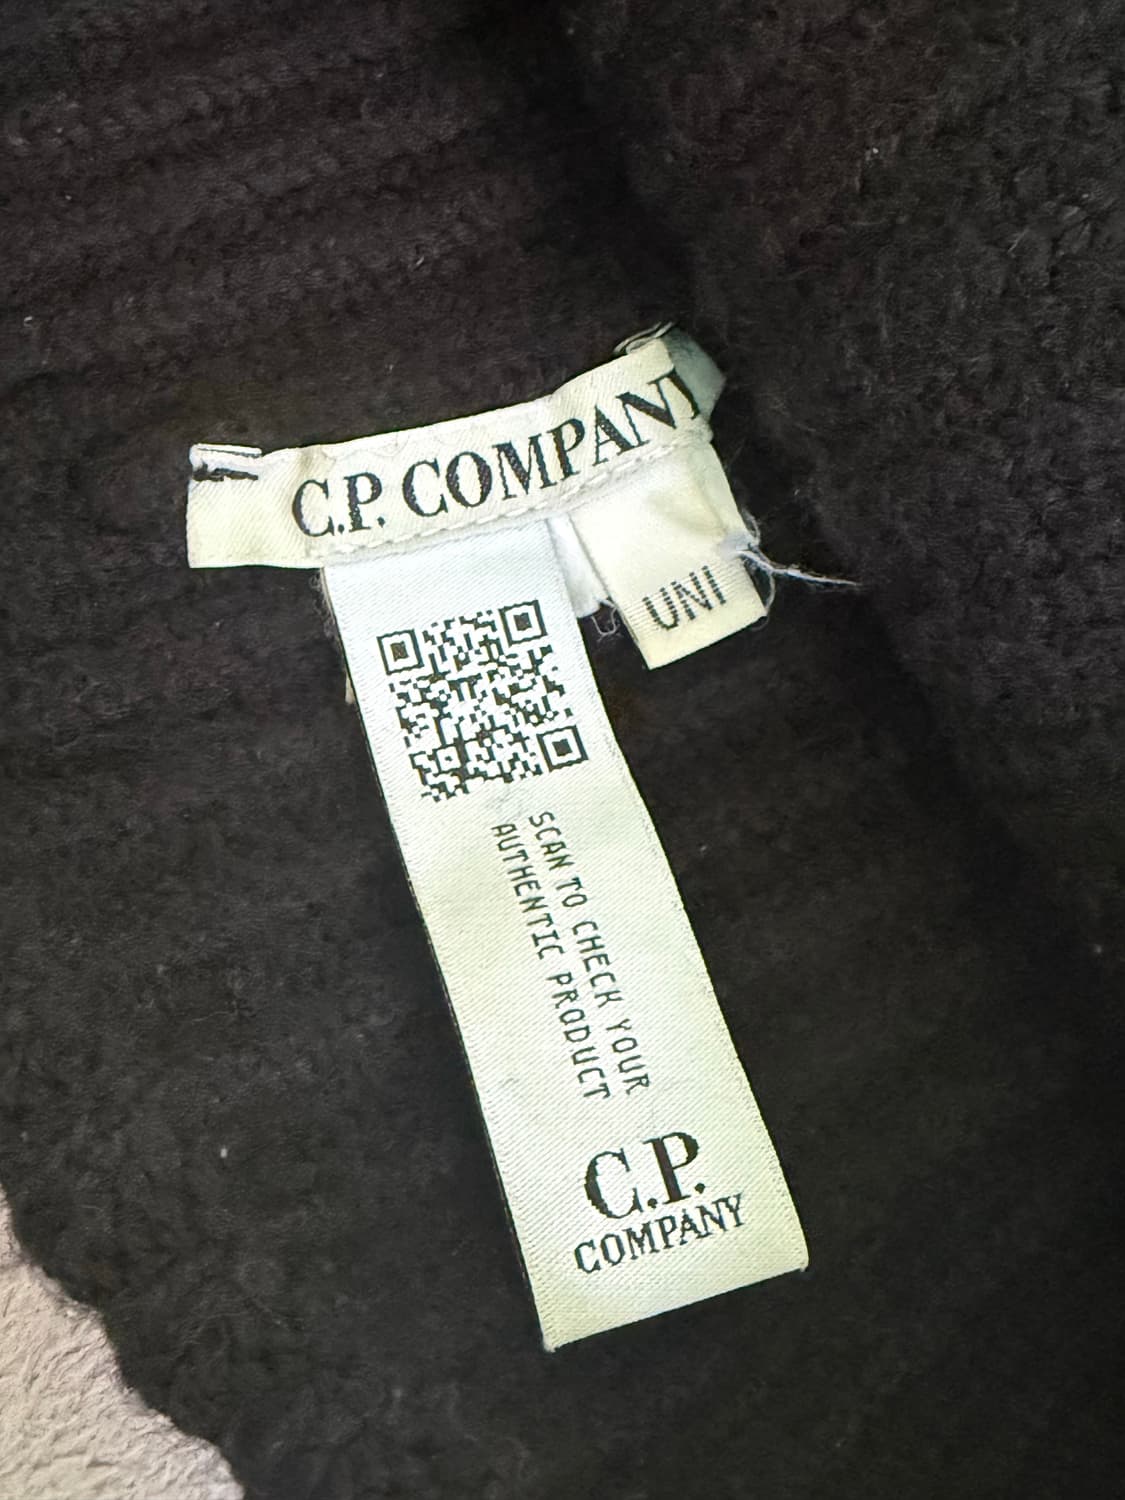 C.P. COMPANY
UNI
SCAN TO CHECK YOUR
AUTHENTIC PRODUCT
C.P.
COMPANY